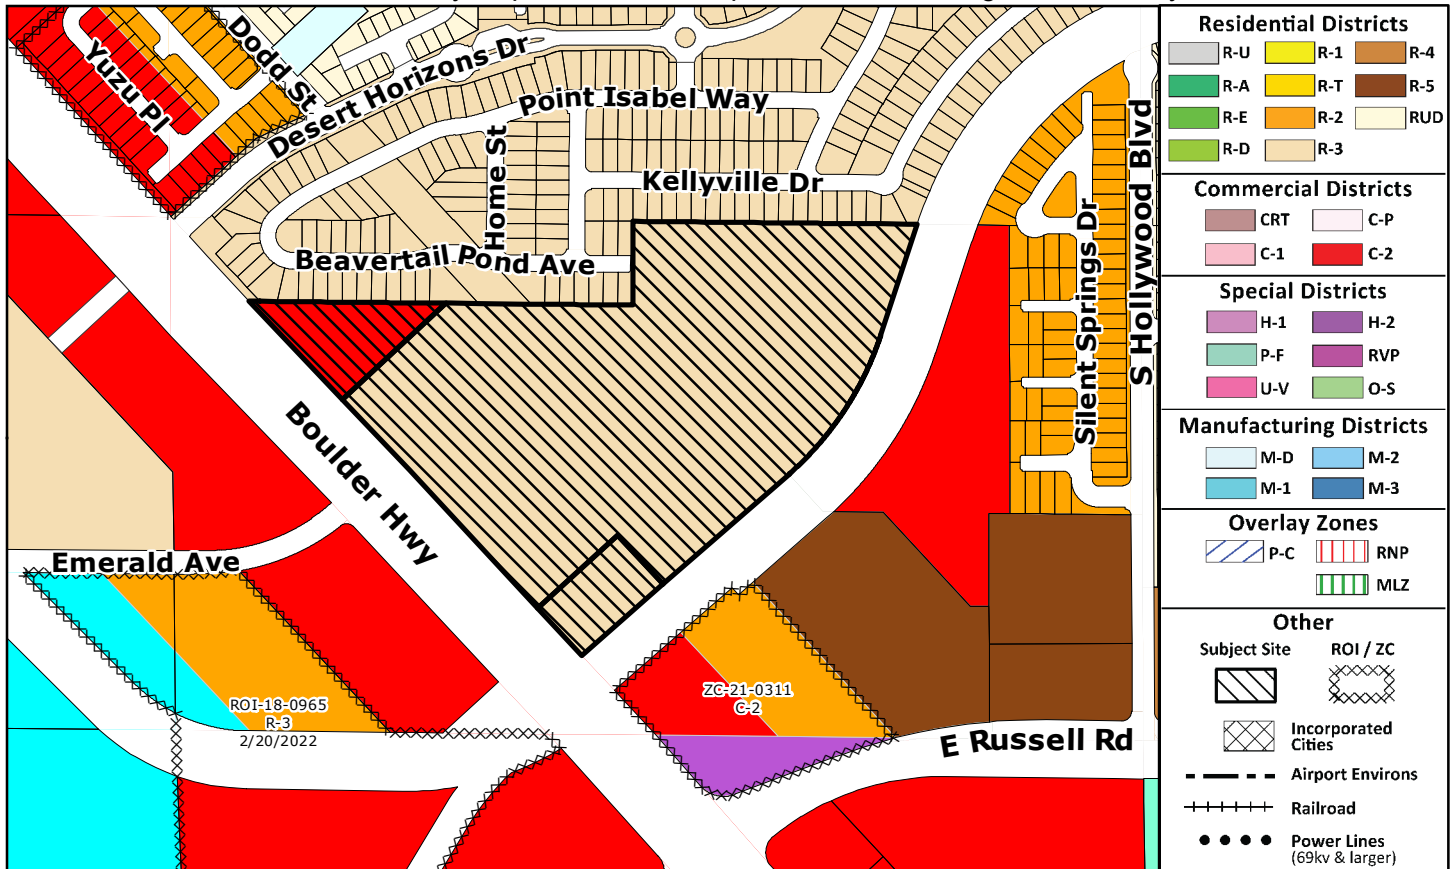 Yuzu Pl
Dodd St
Desert Horizons Dr
Point Isabel Way
Home St
Kellyville Dr
Beavertail Pond Ave
Silent Springs Dr
S Hollywood Blvd
Boulder Hwy
Emerald Ave
ROI-18-0965
R-3
2/20/2022
ZC-21-0311
C-2
E Russell Rd
Residential Districts
R-U R-1 R-4
R-A R-T R-5
R-E R-2 RUD
R-D R-3
Commercial Districts
CRT C-P
C-1 C-2
Special Districts
H-1 H-2
P-F RVP
U-V O-S
Manufacturing Districts
M-D M-2
M-1 M-3
Overlay Zones
P-C RNP
MLZ
Other
Subject Site ROI / ZC
Incorporated
Cities
Airport Environs
Railroad
Power Lines
(69kv & larger)